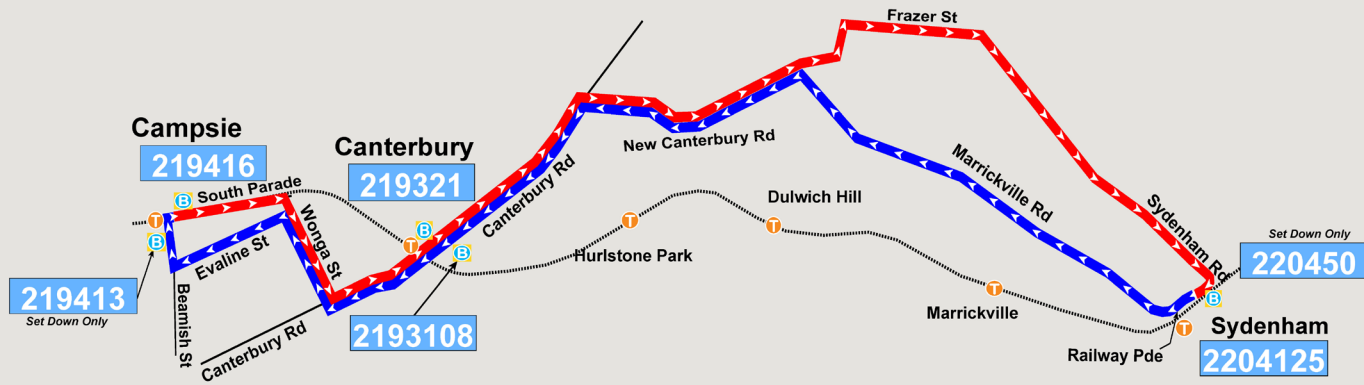 Frazer St
Campsie
219416
South Parade
Canterbury
219321
New Canterbury Rd
Canterbury Rd
Marrickville Rd
Sydenham Rd
Dulwich Hill
Hurlstone Park
Marrickville
Wonga St
Evaline St
Beamish St
Canterbury Rd
219413
Set Down Only
2193108
Set Down Only
220450
Sydenham
2204125
Railway Pde
T
B
B
T
B
B
T
T
T
B
T